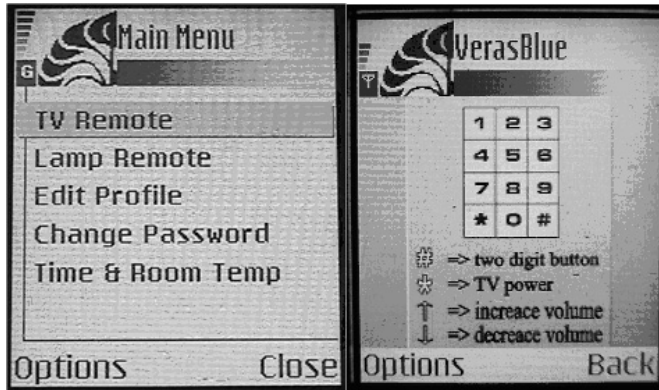 Main Menu
G
TV Remote
Lamp Remote
Edit Profile
Change Password
Time & Room Temp
Options Close
VerasBlue
1 2 3
4 5 6
7 8 9
* 0 #
# => two digit button
* => TV power
↑ => increace volume
↓ => decreace volume
Options Back